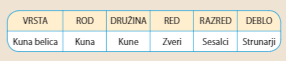 VRSTA ROD DRUŽINA RED RAZRED DEBLO
Kuna belica Kuna Kune Zveri Sesalci Strunarji